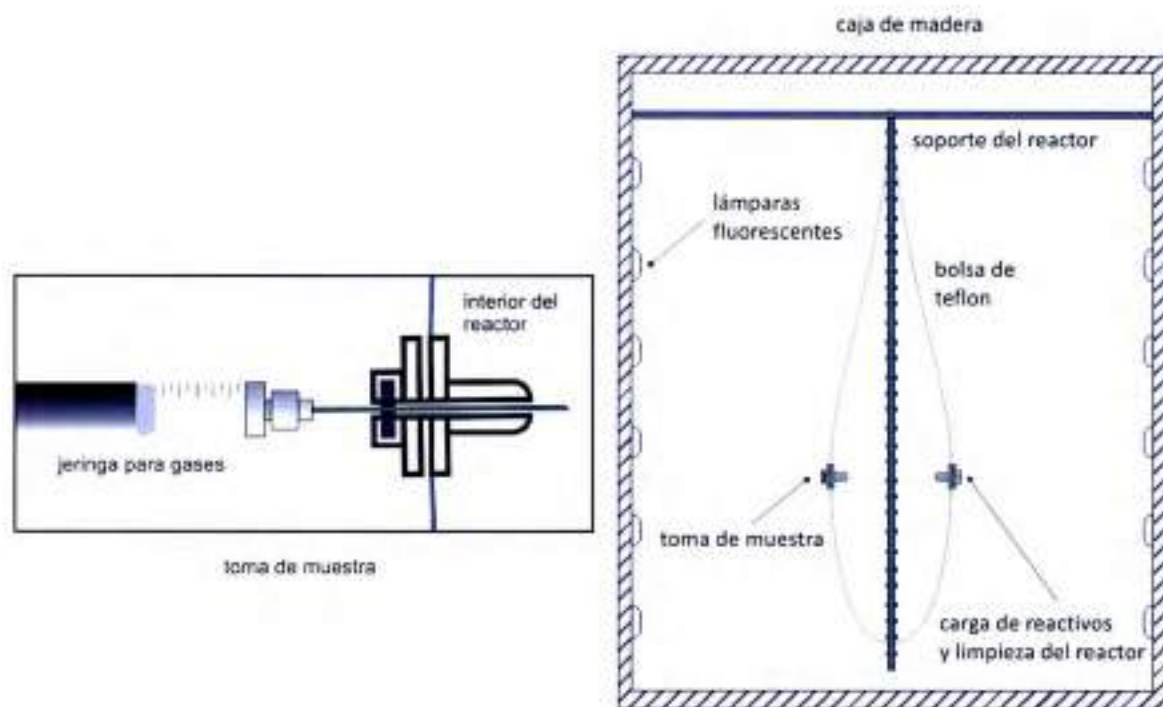 caja de madera
soporte del reactor
lámparas
fluorescentes
bolsa de
teflon
interior del
reactor
jeringa para gases
toma de muestra
toma de muestra
carga de reactivos
y limpieza del reactor